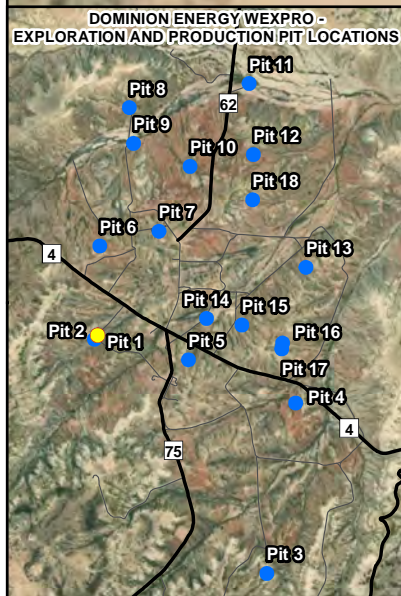 DOMINION ENERGY WEXPRO -
EXPLORATION AND PRODUCTION PIT LOCATIONS
Pit 11
Pit 8
62
Pit 9
Pit 12
Pit 10
Pit 18
Pit 7
Pit 6
4
Pit 13
Pit 14
Pit 15
Pit 2
Pit 1
Pit 16
Pit 5
Pit 17
Pit 4
4
75
Pit 3